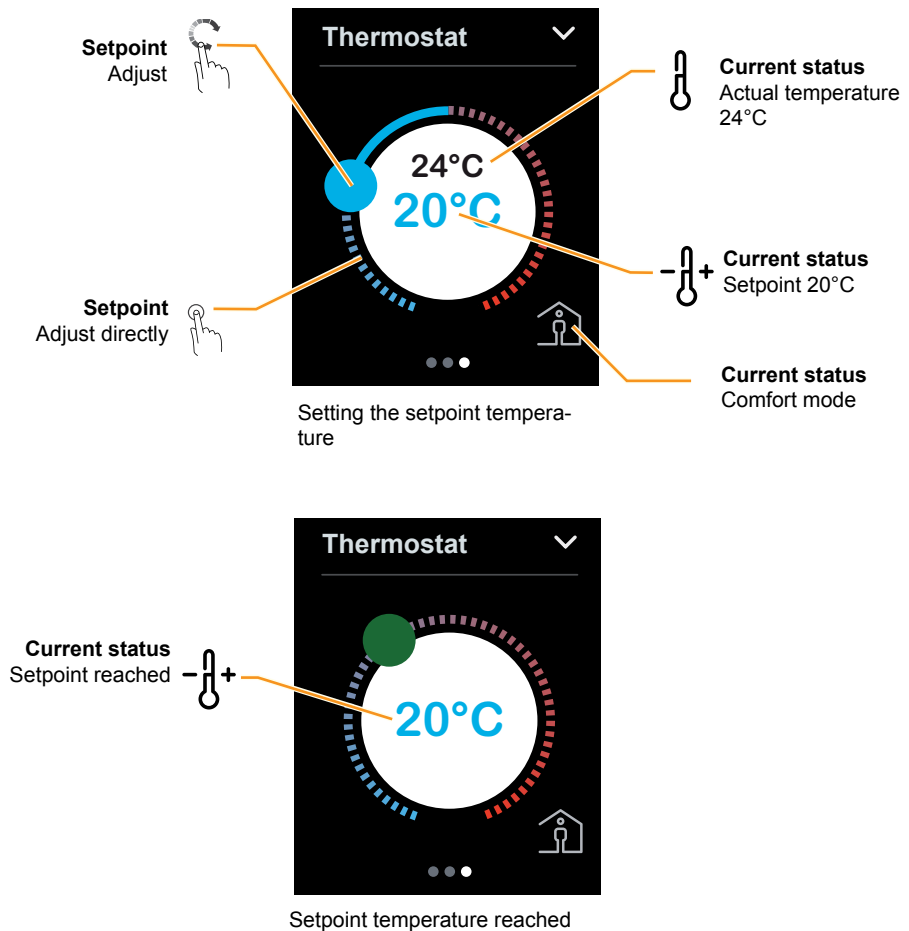 Setpoint
Adjust
Thermostat
Current status
Actual temperature
24°C
24°C
20°C
Current status
Setpoint 20°C
Setpoint
Adjust directly
Current status
Comfort mode
Setting the setpoint tempera-
ture
Thermostat
Current status
Setpoint reached
20°C
Setpoint temperature reached